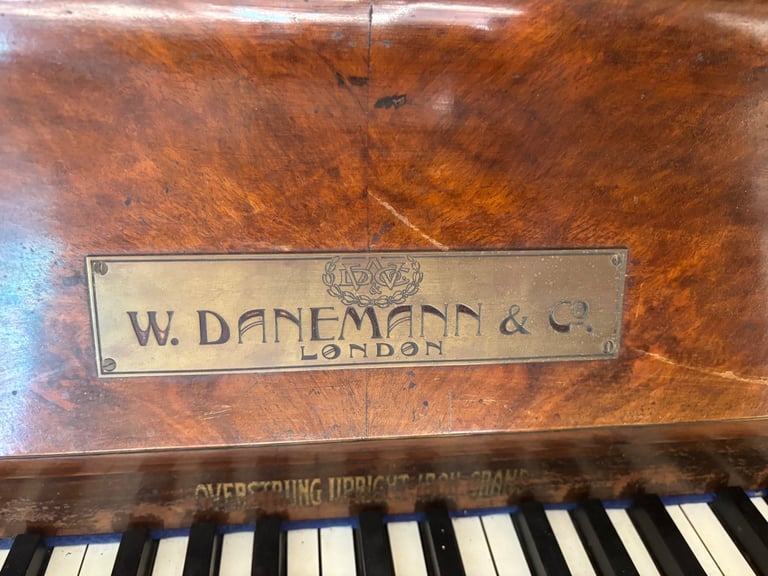 W. DANEMANN & Co.
LONDON
OVERSTRUNG UPRIGHT IRON GRAND